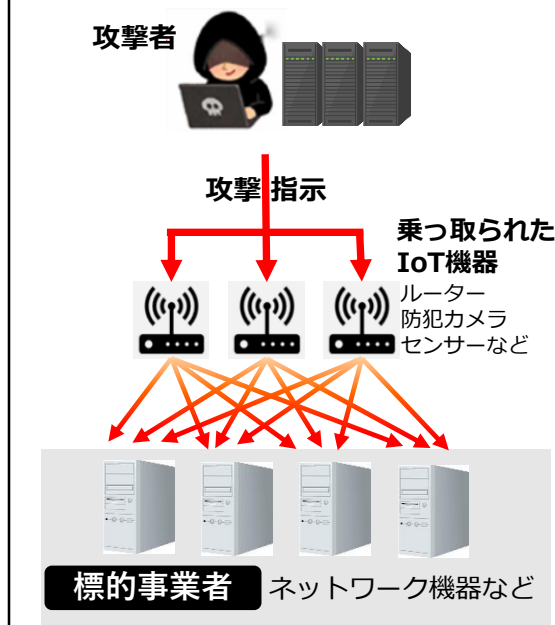 攻撃者
攻撃 指示
乗っ取られた
IoT機器
ルーター
防犯カメラ
センサーなど
標的事業者 ネットワーク機器など